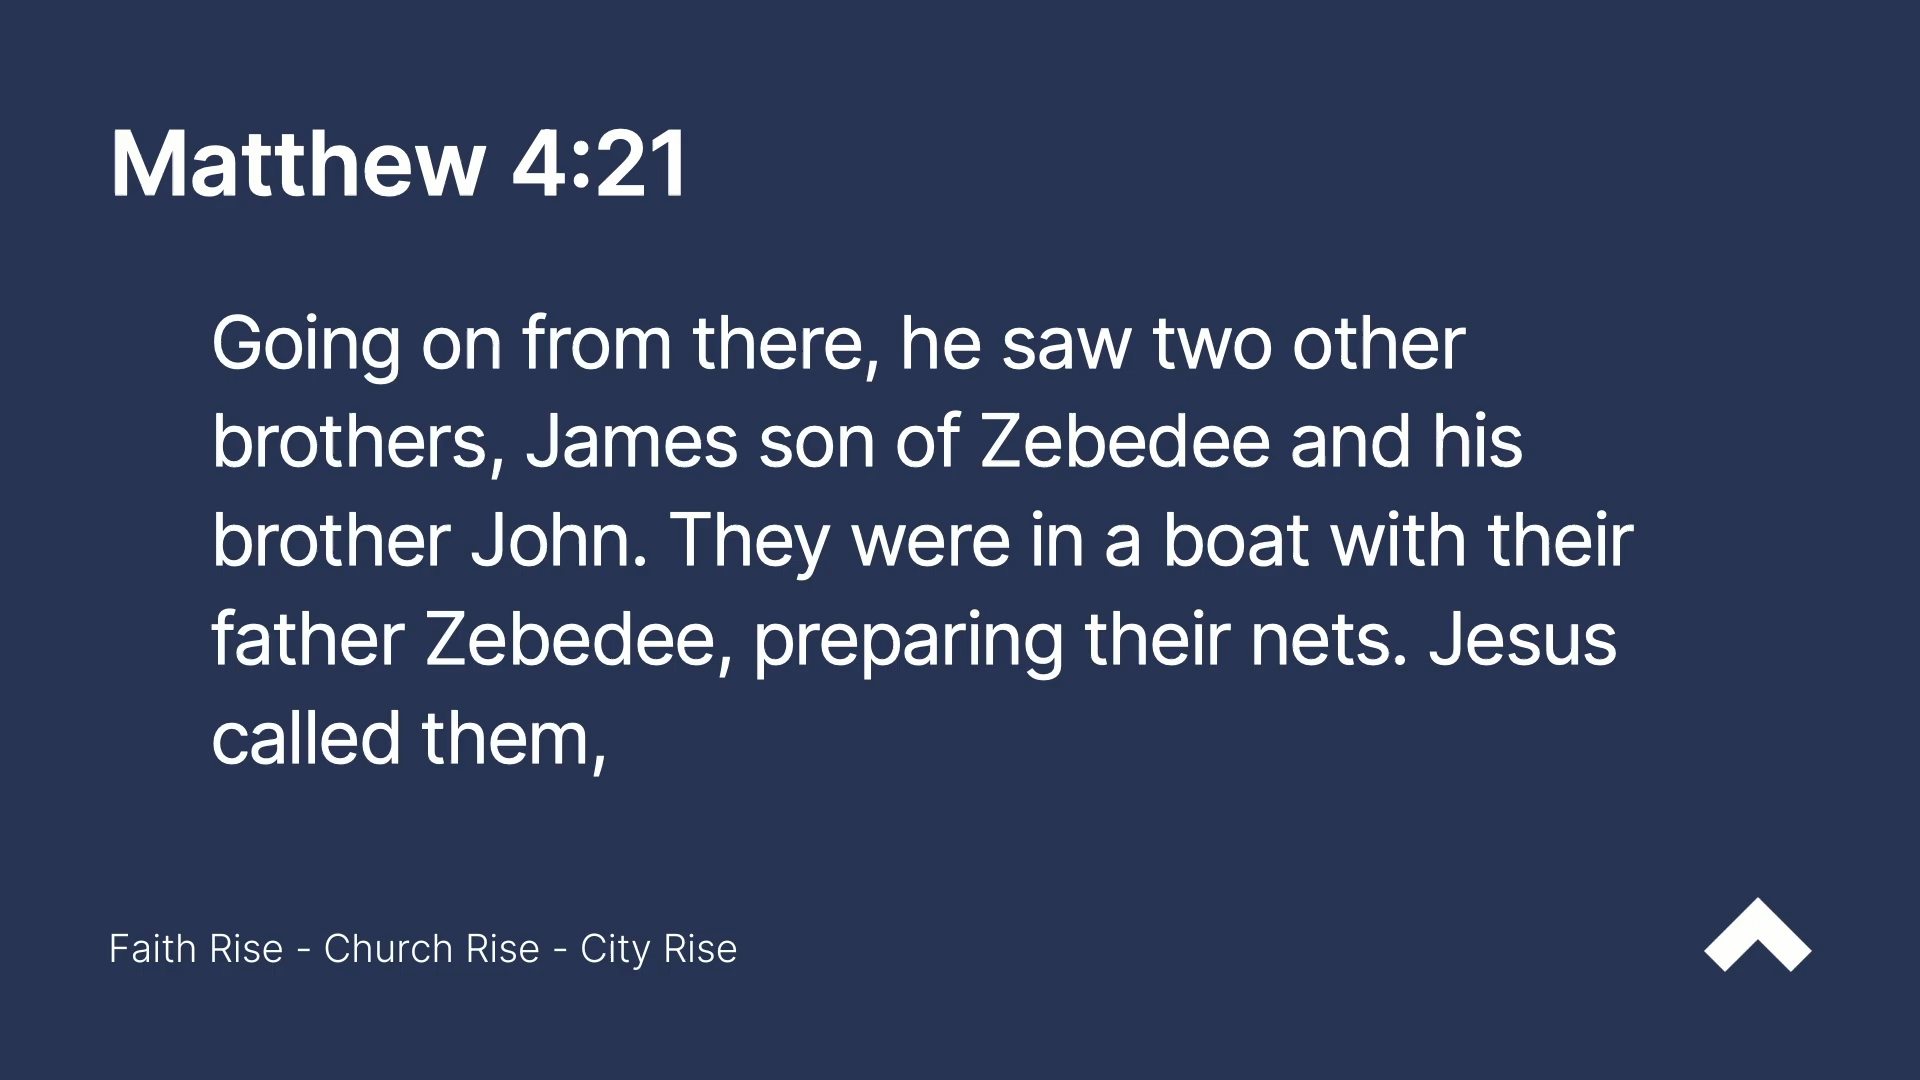 Matthew 4:21
Going on from there, he saw two other
brothers, James son of Zebedee and his
brother John. They were in a boat with their
father Zebedee, preparing their nets. Jesus
called them,
Faith Rise - Church Rise - City Rise